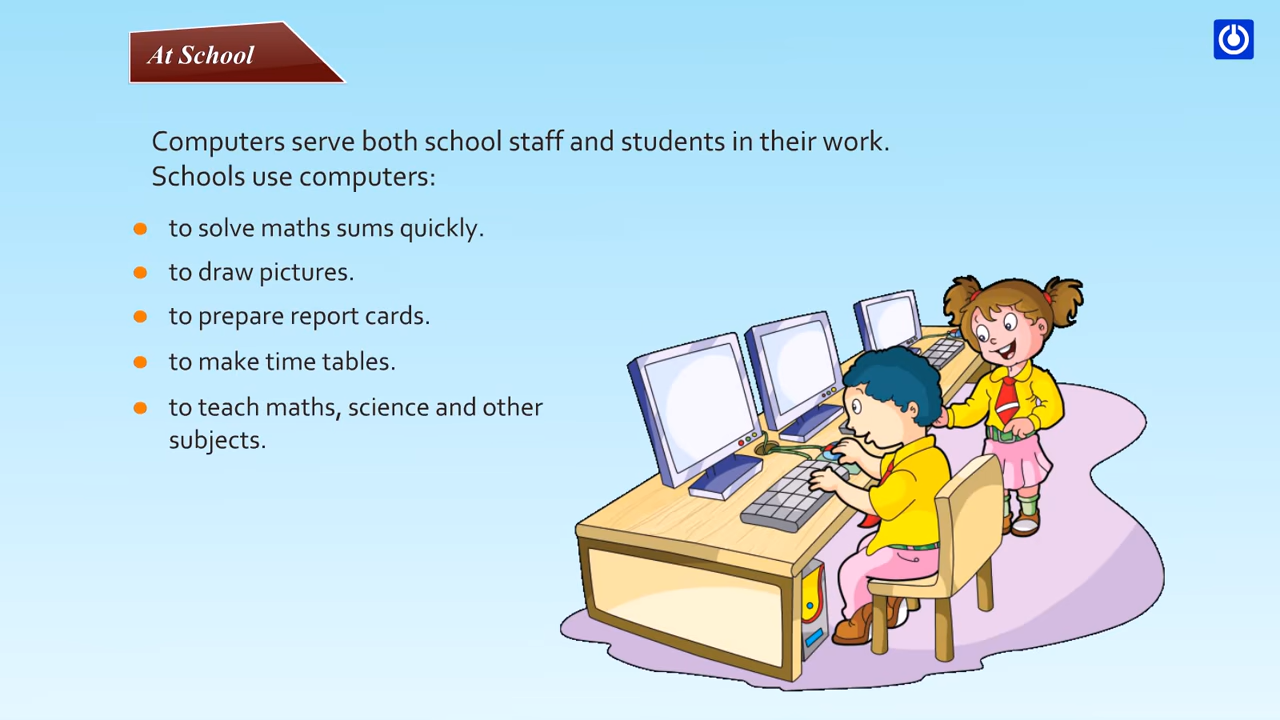 At School
Computers serve both school staff and students in their work.
Schools use computers:
to solve maths sums quickly.
to draw pictures.
to prepare report cards.
to make time tables.
to teach maths, science and other
subjects.